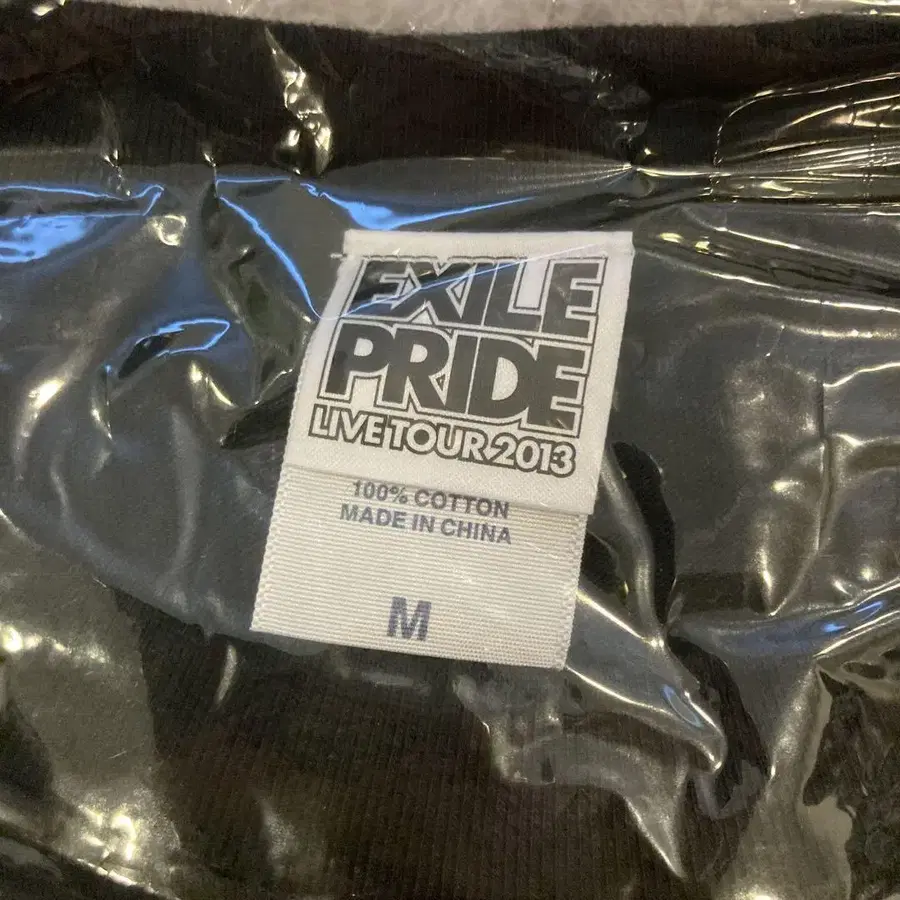 EXILE
PRIDE
LIVE TOUR 2013
100% COTTON
MADE IN CHINA
M